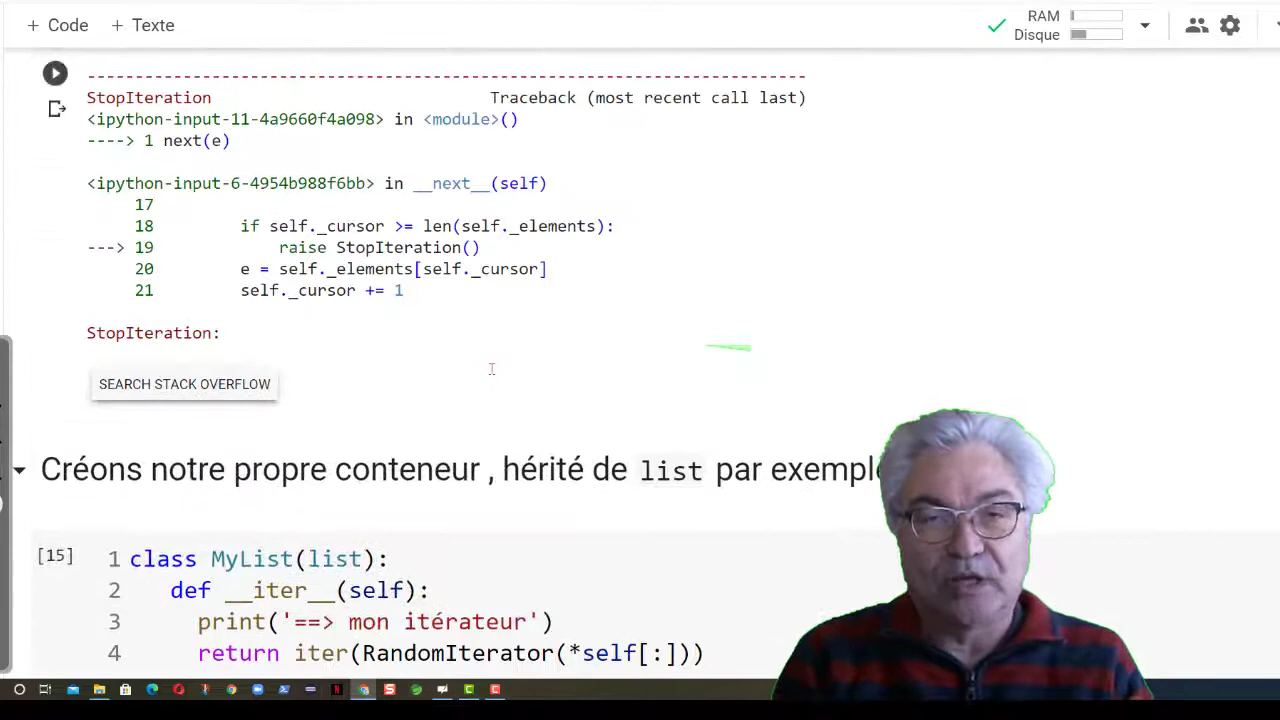 + Code + Texte
RAM
Disque
---------------------------------------------------------------------------
StopIteration Traceback (most recent call last)
<ipython-input-11-4a9660f4a098> in <module>()
----> 1 next(e)
<ipython-input-6-4954b988f6bb> in __next__(self)
17
18 if self._cursor >= len(self._elements):
---> 19 raise StopIteration()
20 e = self._elements[self._cursor]
21 self._cursor += 1
StopIteration:
SEARCH STACK OVERFLOW
Créons notre propre conteneur , hérité de list par exemple
[15] 1 class MyList(list):
2 def __iter__(self):
3 print('==> mon itérateur')
4 return iter(RandomIterator(*self[:]))